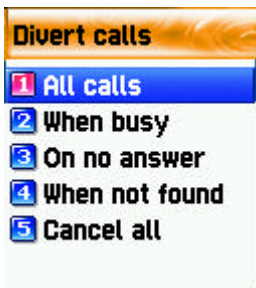 Divert calls
1 All calls
2 When busy
3 On no answer
4 When not found
5 Cancel all